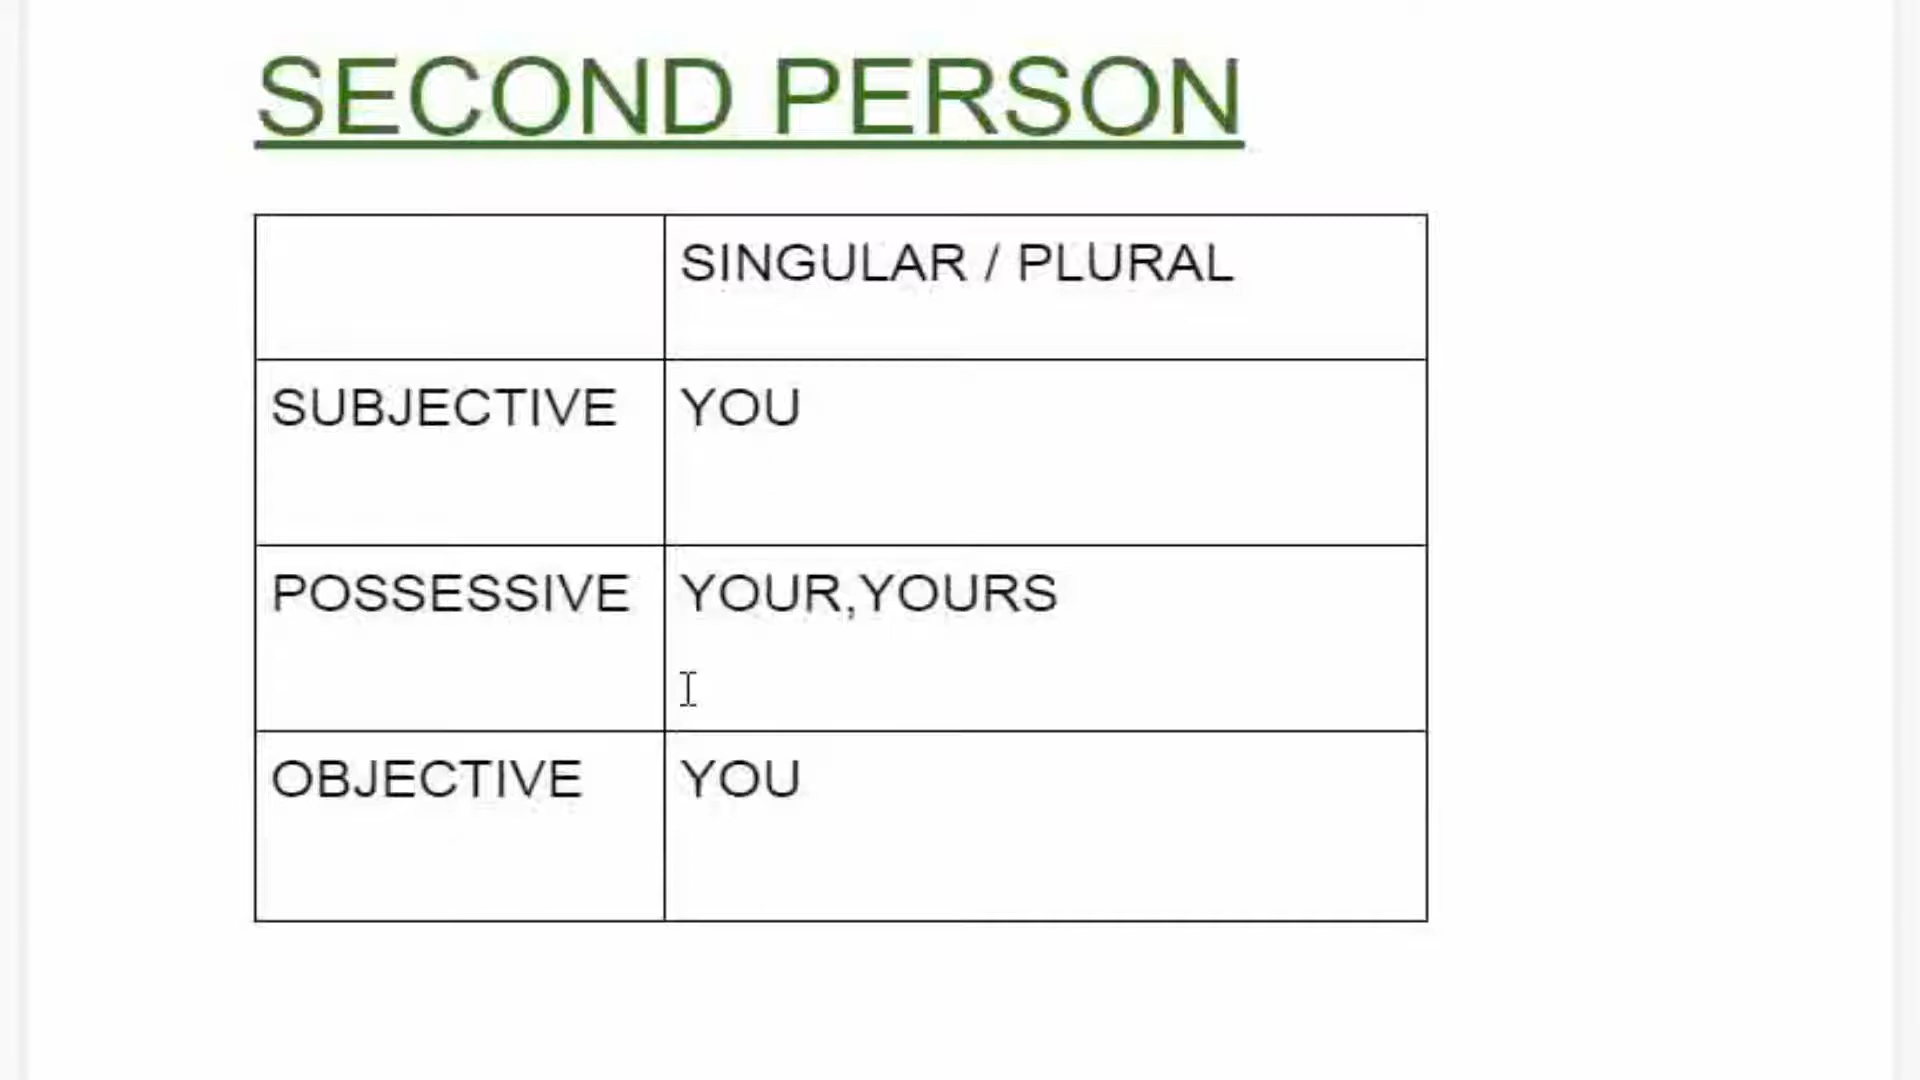 SECOND PERSON
SINGULAR / PLURAL
SUBJECTIVE YOU
POSSESSIVE YOUR,YOURS
OBJECTIVE YOU